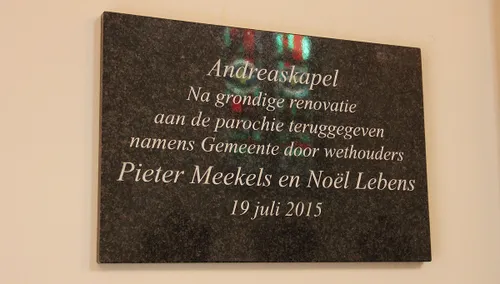 Andreaskapel
Na grondige renovatie
aan de parochie teruggegeven
namens Gemeente door wethouders
Pieter Meekels en Noël Lebens
19 juli 2015